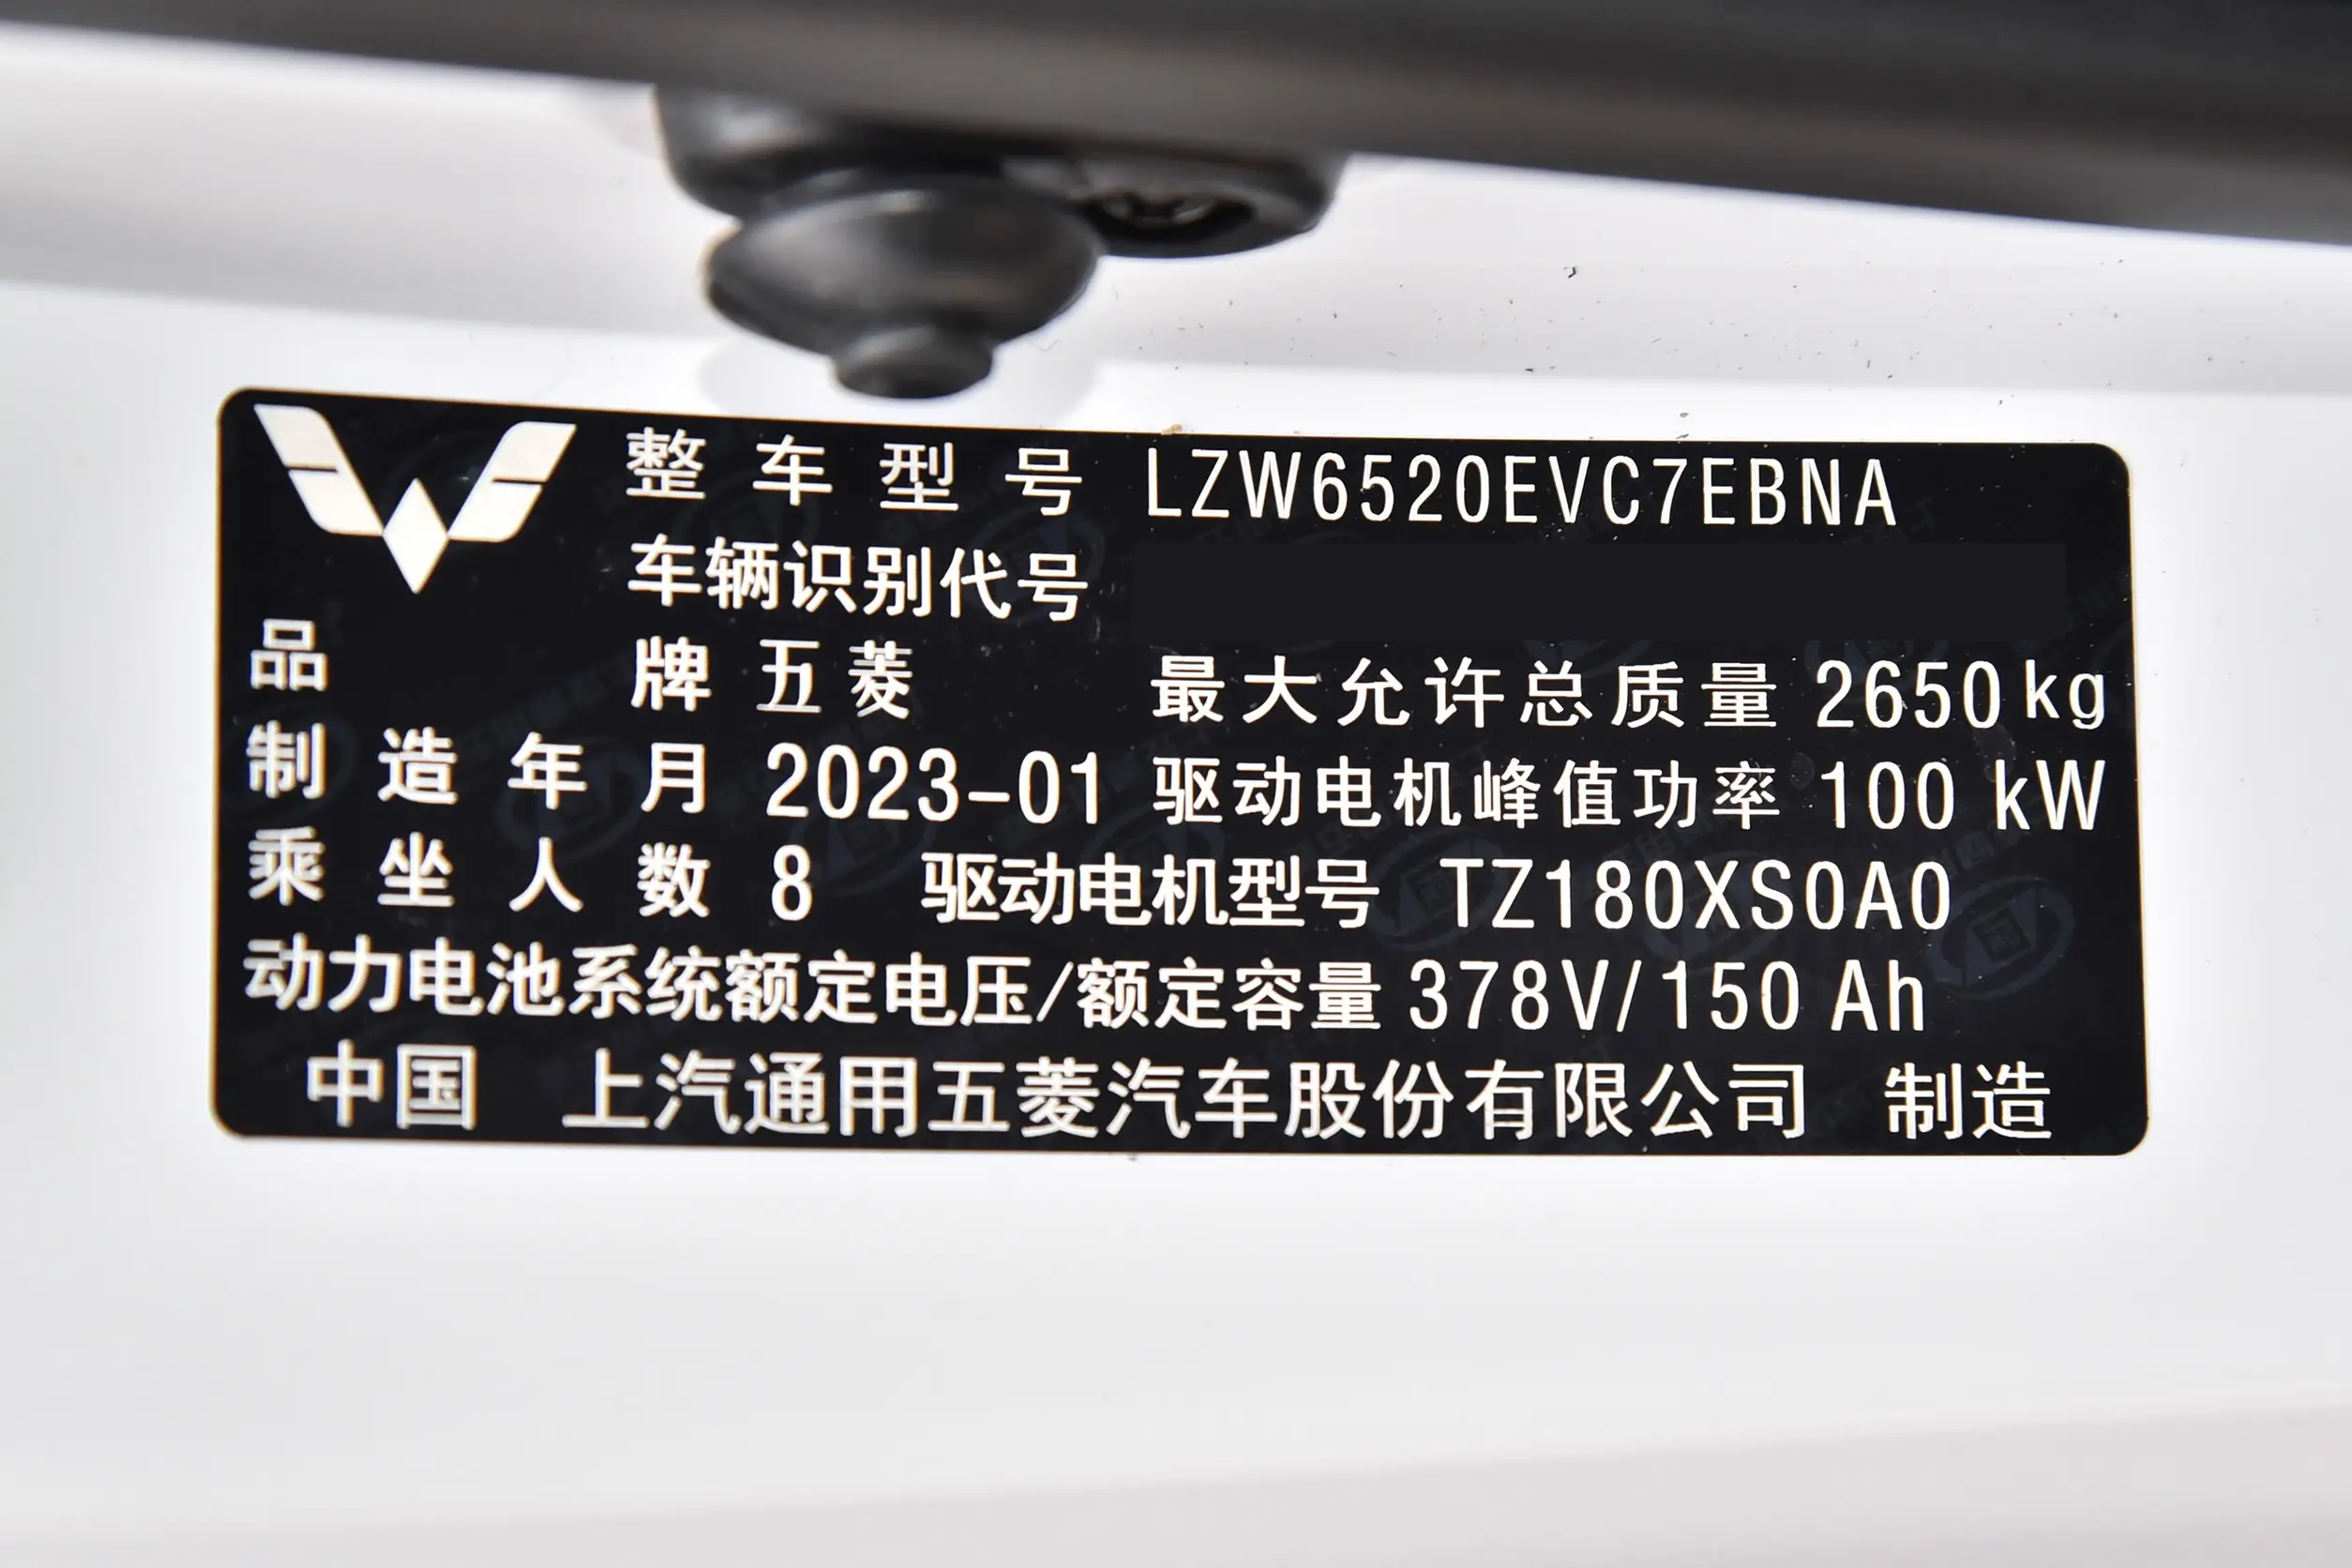 整车型号 LZW6520EVC7EBNA
车辆识别代号
品牌 五菱 最大允许总质量 2650kg
制造年月 2023-01 驱动电机峰值功率 100 kW
乘坐人数 8 驱动电机型号 TZ180XS0A0
动力电池系统额定电压/额定容量 378V/150 Ah
中国 上汽通用五菱汽车股份有限公司 制造